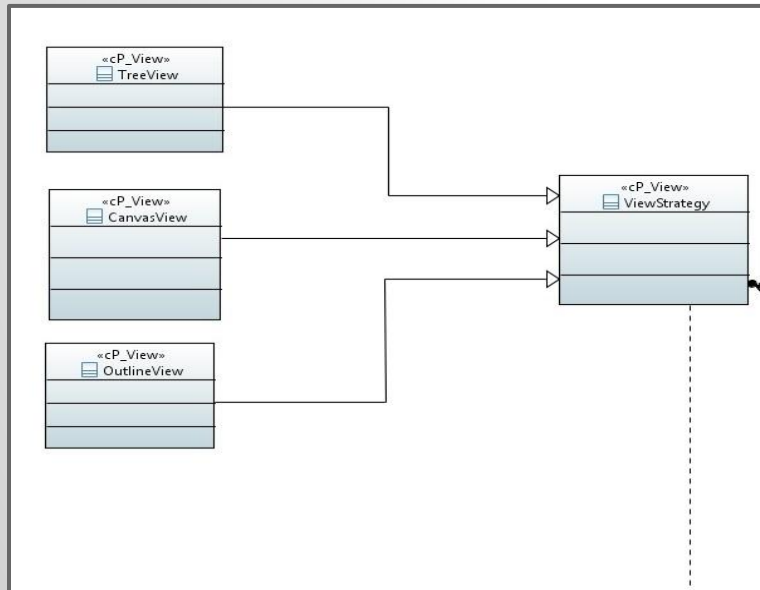 «cP_View»
TreeView
«cP_View»
CanvasView
«cP_View»
OutlineView
«cP_View»
ViewStrategy